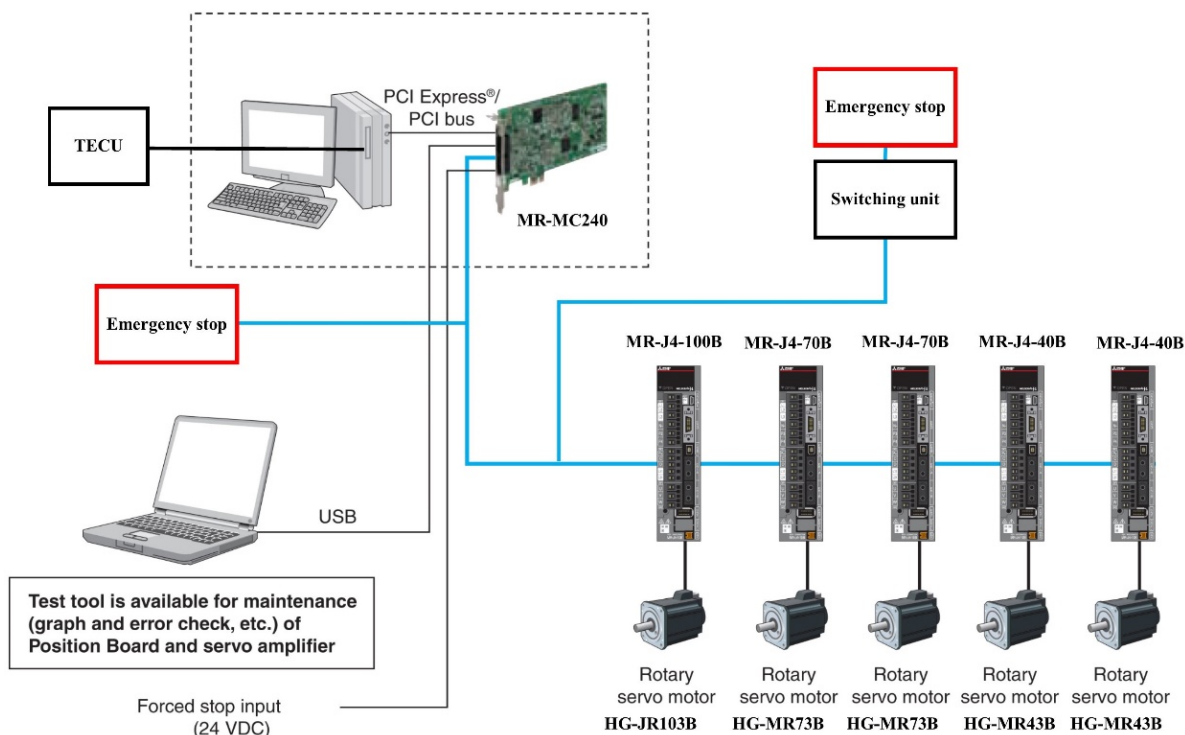 PCI Express®/
PCI bus
TECU
MR-MC240
Emergency stop
Switching unit
Emergency stop
MR-J4-100B
MR-J4-70B
MR-J4-70B
MR-J4-40B
MR-J4-40B
USB
Test tool is available for maintenance
(graph and error check, etc.) of
Position Board and servo amplifier
Forced stop input
(24 VDC)
Rotary
servo motor
HG-JR103B
Rotary
servo motor
HG-MR73B
Rotary
servo motor
HG-MR73B
Rotary
servo motor
HG-MR43B
Rotary
servo motor
HG-MR43B